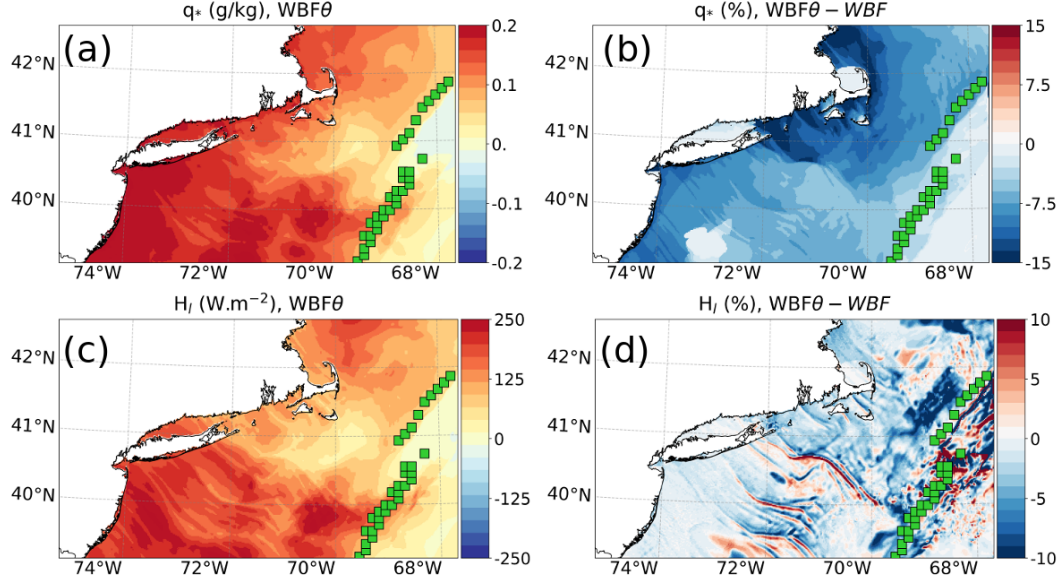 q* (g/kg), WBFθ
(a)
42°N
41°N
40°N
74°W 72°W 70°W 68°W
0.2
0.1
0.0
-0.1
-0.2
q* (%), WBFθ − WBF
(b)
42°N
41°N
40°N
74°W 72°W 70°W 68°W
15
7.5
0
-7.5
-15
H_l (W.m⁻²), WBFθ
(c)
42°N
41°N
40°N
74°W 72°W 70°W 68°W
250
125
0
-125
-250
H_l (%), WBFθ − WBF
(d)
42°N
41°N
40°N
74°W 72°W 70°W 68°W
10
5
0
-5
-10